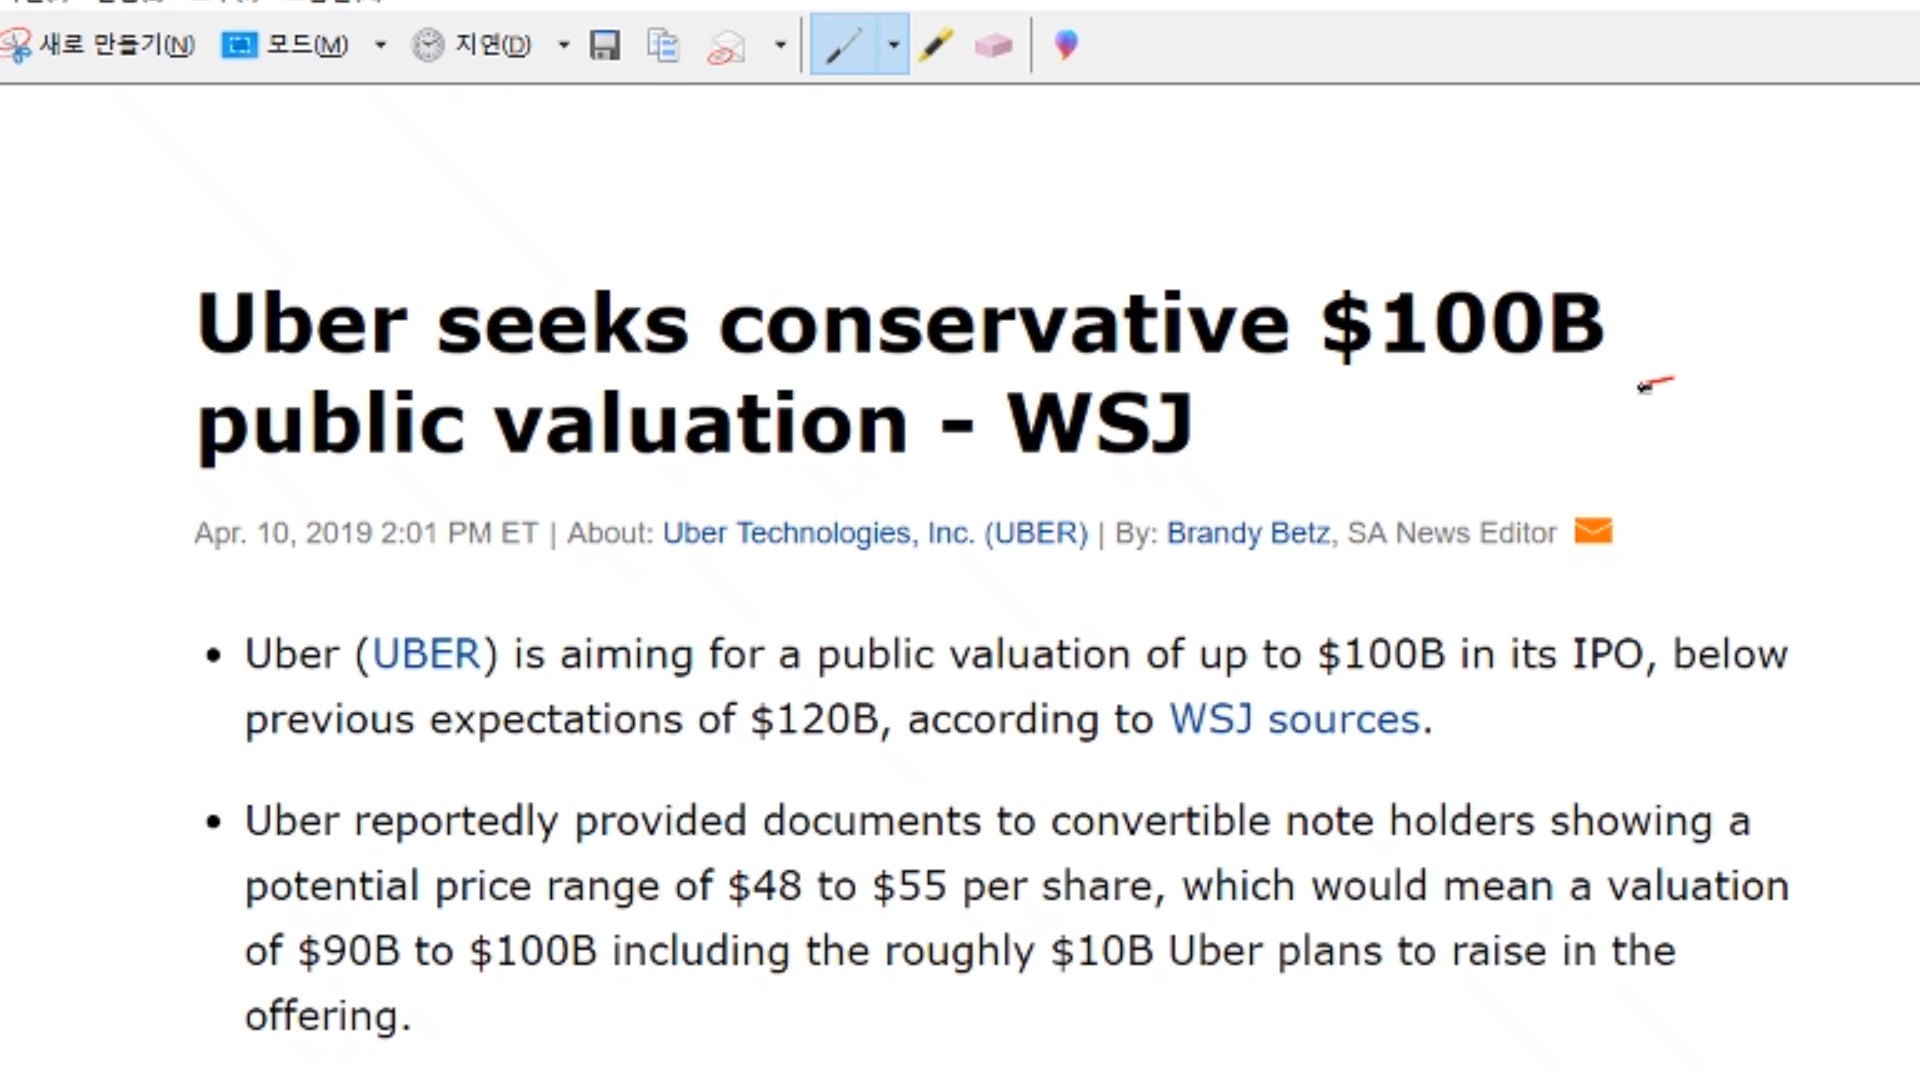 새로 만들기(N) 모드(M) 지연(D)
Uber seeks conservative $100B
public valuation - WSJ
Apr. 10, 2019 2:01 PM ET | About: Uber Technologies, Inc. (UBER) | By: Brandy Betz, SA News Editor
• Uber (UBER) is aiming for a public valuation of up to $100B in its IPO, below
previous expectations of $120B, according to WSJ sources.
• Uber reportedly provided documents to convertible note holders showing a
potential price range of $48 to $55 per share, which would mean a valuation
of $90B to $100B including the roughly $10B Uber plans to raise in the
offering.